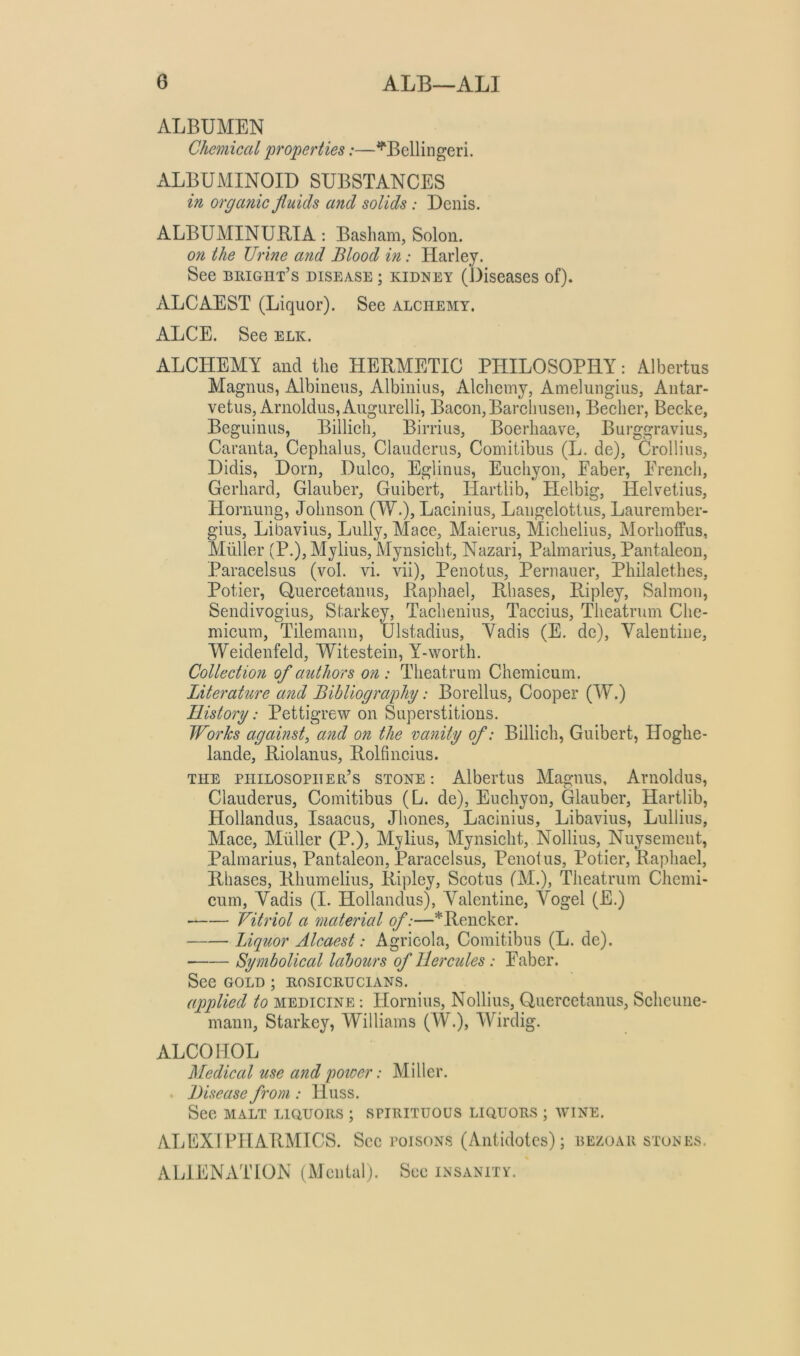 6 ALB—ALI
ALBUMEN
Chemical properties:—*Bellingeri.
ALBUMINOID SUBSTANCES
in organic fluids and solids: Denis.
ALBUMINURIA: Basham, Solon.
on the Urine and Blood in: Harley.
See BRIGHT'S DISEASE; KIDNEY (Diseases of).
ALCAEST (Liquor). See ALCHEMY.
ALCE. See ELK.
ALCHEMY and the HERMETIC PHILOSOPHY: Albertus
Magnus, Albineus, Albinius, Alchemy, Amelungius, Antar-
vetus, Arnoldus, Augurelli, Bacon, Barchusen, Becher, Becke,
Beguinus, Billich, Birrius, Boerhaave, Burggravius,
Caranta, Cephalus, Clauderus, Comitibus (L. de), Crollius,
Didis, Dorn, Dulco, Eglinus, Euchyon, Faber, French,
Gerhard, Glauber, Guibert, Hartlib, Helbig, Helvetius,
Hornung, Johnson (W.), Lacinius, Langelottus, Laurember-
gius, Libavius, Lully, Mace, Maierus, Michelius, Morhoffus,
Müller (P.), Mylius, Mynsicht, Nazari, Palmarius, Pantaleon,
Paracelsus (vol. vi. vii), Penotus, Pernauer, Philalethes,
Potier, Quercetanus, Raphael, Rhases, Ripley, Salmon,
Sendivogius, Starkey, Tachenius, Taccius, Theatrum Che-
micum, Tilemann, Ulstadius, Vadis (E. de), Valentine,
Weidenfeld, Witestein, Y-worth.
Collection of authors on: Theatrum Chemicum.
Literature and Bibliography: Borellus, Cooper (W.)
History: Pettigrew on Superstitions.
Works against, and on the vanity of: Billich, Guibert, Hoghe-
lande, Riolanus, Rolfincius.
THE PHILOSOPHER'S STONE: Albertus Magnus, Arnoldus,
Clauderus, Comitibus (L. de), Euchyon, Glauber, Hartlib,
Hollandus, Isaacus, Jhones, Lacinius, Libavius, Lullius,
Mace, Müller (P.), Mylius, Mynsicht, Nollius, Nuysement,
Palmarius, Pantaleon, Paracelsus, Penotus, Potier, Raphael,
Rhases, Rhumelius, Ripley, Scotus (M.), Theatrum Chemi-
cum, Vadis (I. Hollandus), Valentine, Vogel (E.)
—— Vitriol a material of:—*Rencker.
—— Liquor Alcaest: Agricola, Comitibus (L. de).
—— Symbolical labours of Hercules: Faber.
See GOLD; ROSICRUCIANS.
applied to MEDICINE: Hornius, Nollius, Quercetanus, Scheune-
mann, Starkey, Williams (W.), Wirdig.
ALCOHOL
Medical use and power: Miller.
Disease from: Huss.
See MALT LIQUORS; SPIRITUOUS LIQUORS; WINE.
ALEXIPHARMICS. See POISONS (Antidotes); BEZOAR STONES.
ALIENATION (Mental). See INSANITY.